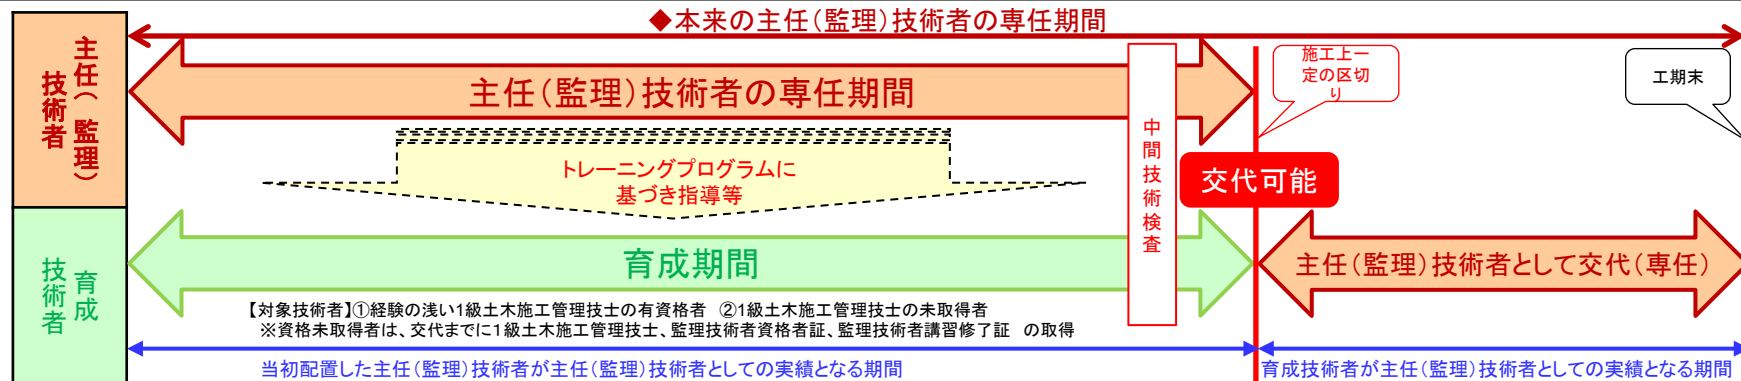 ◆本来の主任(監理)技術者の専任期間
主任(監理)
技術者
主任(監理)技術者の専任期間
施工上一
定の区切
り
工期末
中間技術検査
トレーニングプログラムに
基づき指導等
交代可能
育成
技術者
育成期間
主任(監理)技術者として交代(専任)
【対象技術者】①経験の浅い1級土木施工管理技士の有資格者 ②1級土木施工管理技士の未取得者
※資格未取得者は、交代までに1級土木施工管理技士、監理技術者資格者証、監理技術者講習修了証 の取得
当初配置した主任(監理)技術者が主任(監理)技術者としての実績となる期間
育成技術者が主任(監理)技術者としての実績となる期間